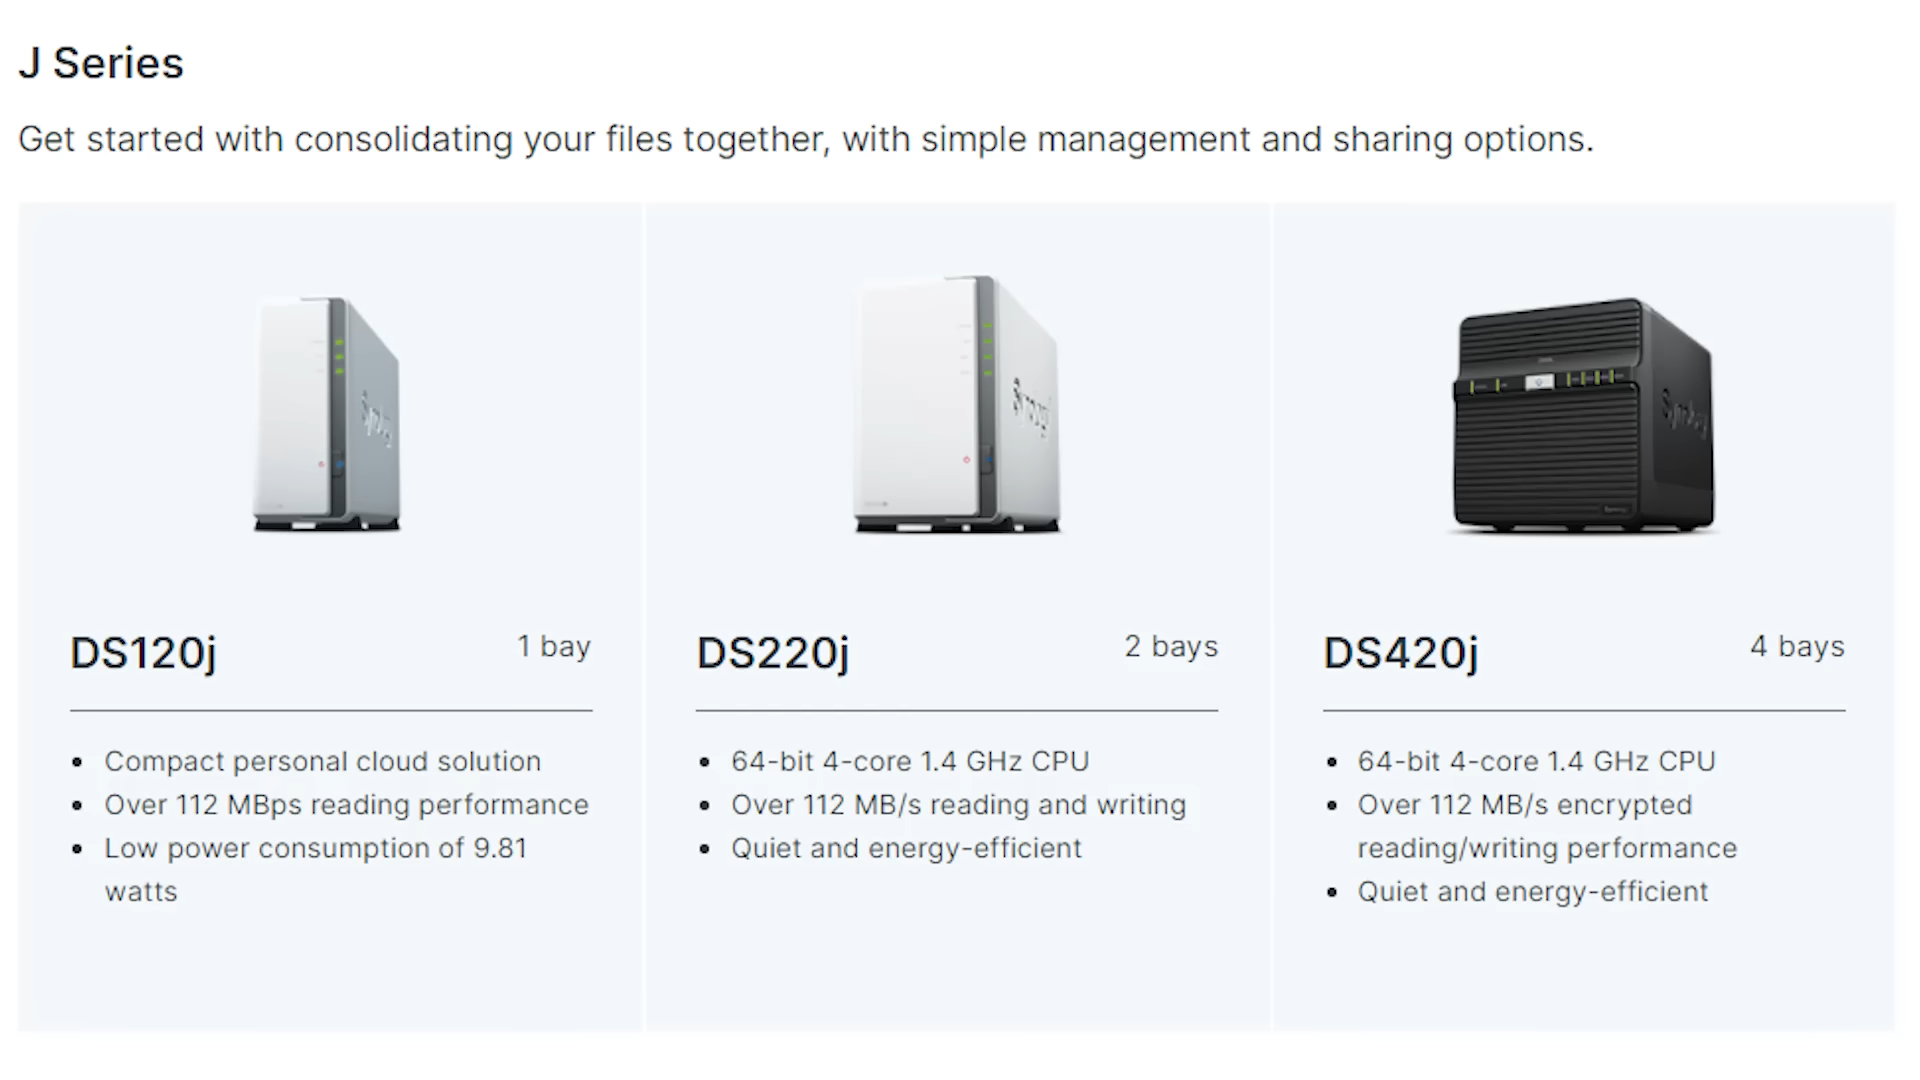 J Series
Get started with consolidating your files together, with simple management and sharing options.
Synology
Synology
Synology
DS120j
1 bay
Compact personal cloud solution
Over 112 MBps reading performance
Low power consumption of 9.81
watts
DS220j
2 bays
64-bit 4-core 1.4 GHz CPU
Over 112 MB/s reading and writing
Quiet and energy-efficient
DS420j
4 bays
64-bit 4-core 1.4 GHz CPU
Over 112 MB/s encrypted
reading/writing performance
Quiet and energy-efficient